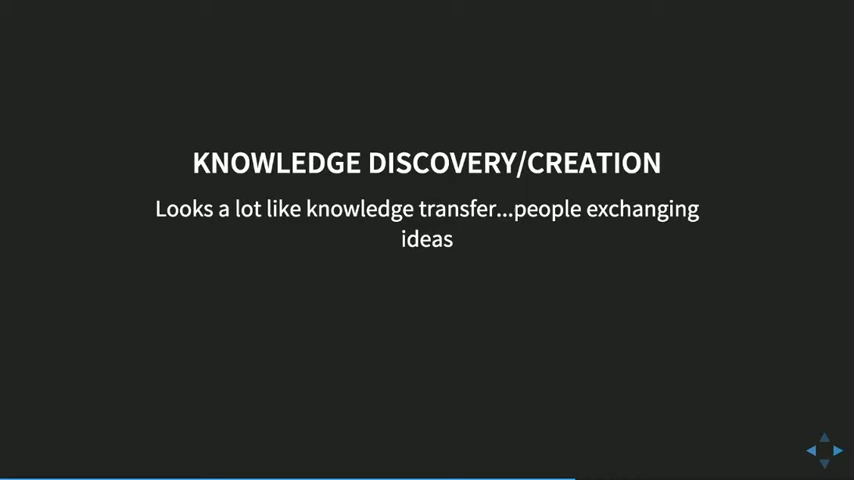 KNOWLEDGE DISCOVERY/CREATION
Looks a lot like knowledge transfer...people exchanging
ideas